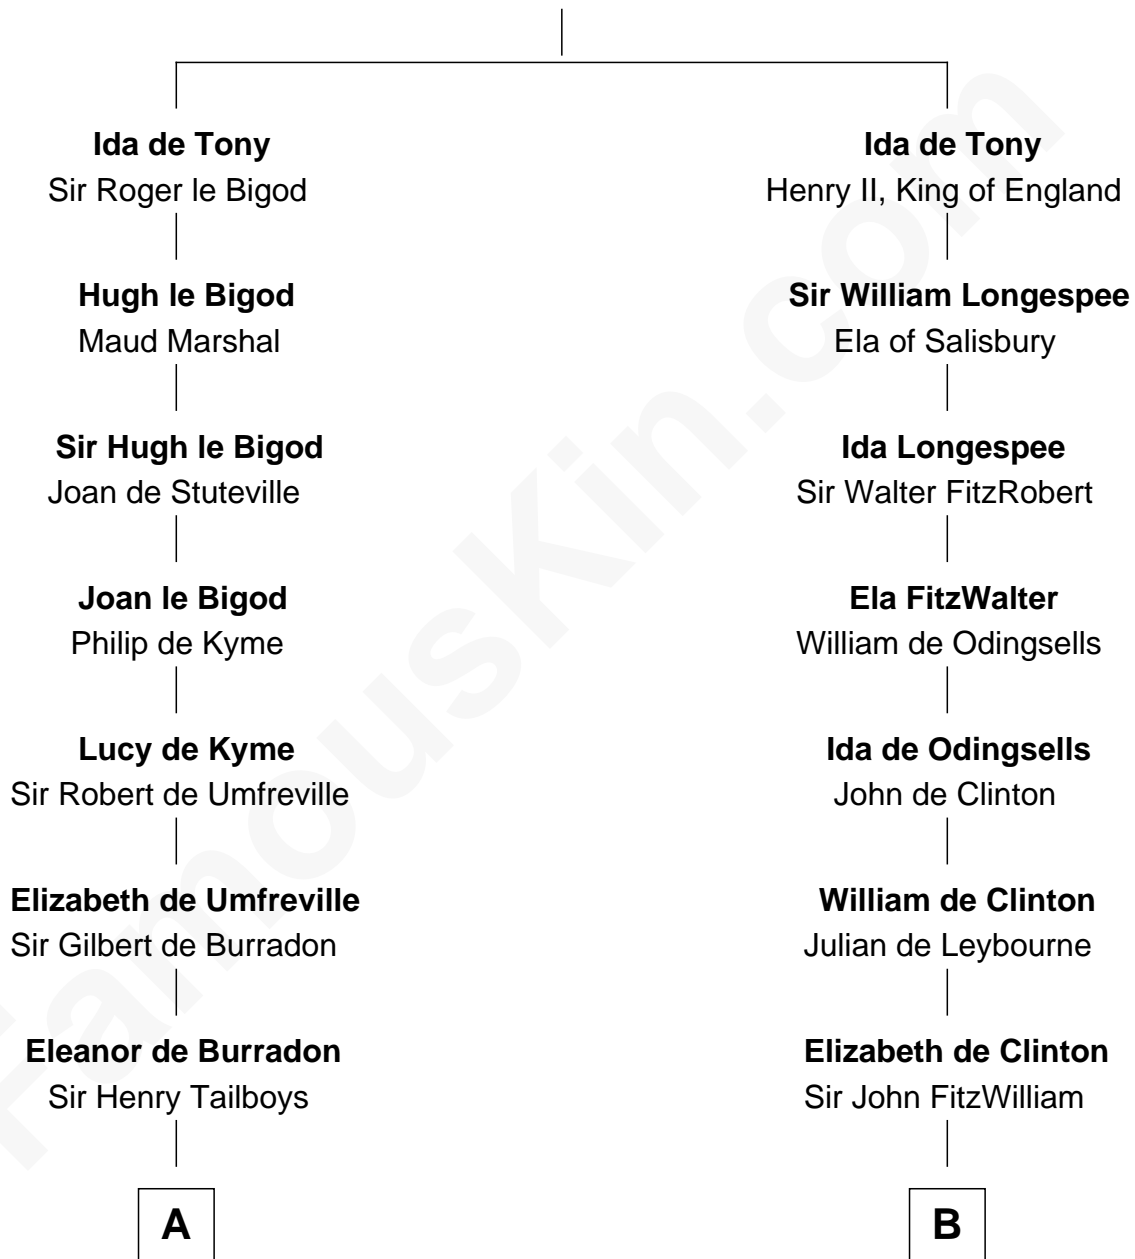 Ida de Tony
Sir Roger le Bigod
Hugh le Bigod
Maud Marshal
Sir Hugh le Bigod
Joan de Stuteville
Joan le Bigod
Philip de Kyme
Lucy de Kyme
Sir Robert de Umfreville
Elizabeth de Umfreville
Sir Gilbert de Burradon
Eleanor de Burradon
Sir Henry Tailboys
A
Ida de Tony
Henry II, King of England
Sir William Longespee
Ela of Salisbury
Ida Longespee
Sir Walter FitzRobert
Ela FitzWalter
William de Odingsells
Ida de Odingsells
John de Clinton
William de Clinton
Julian de Leybourne
Elizabeth de Clinton
Sir John FitzWilliam
B
FamousKin.com